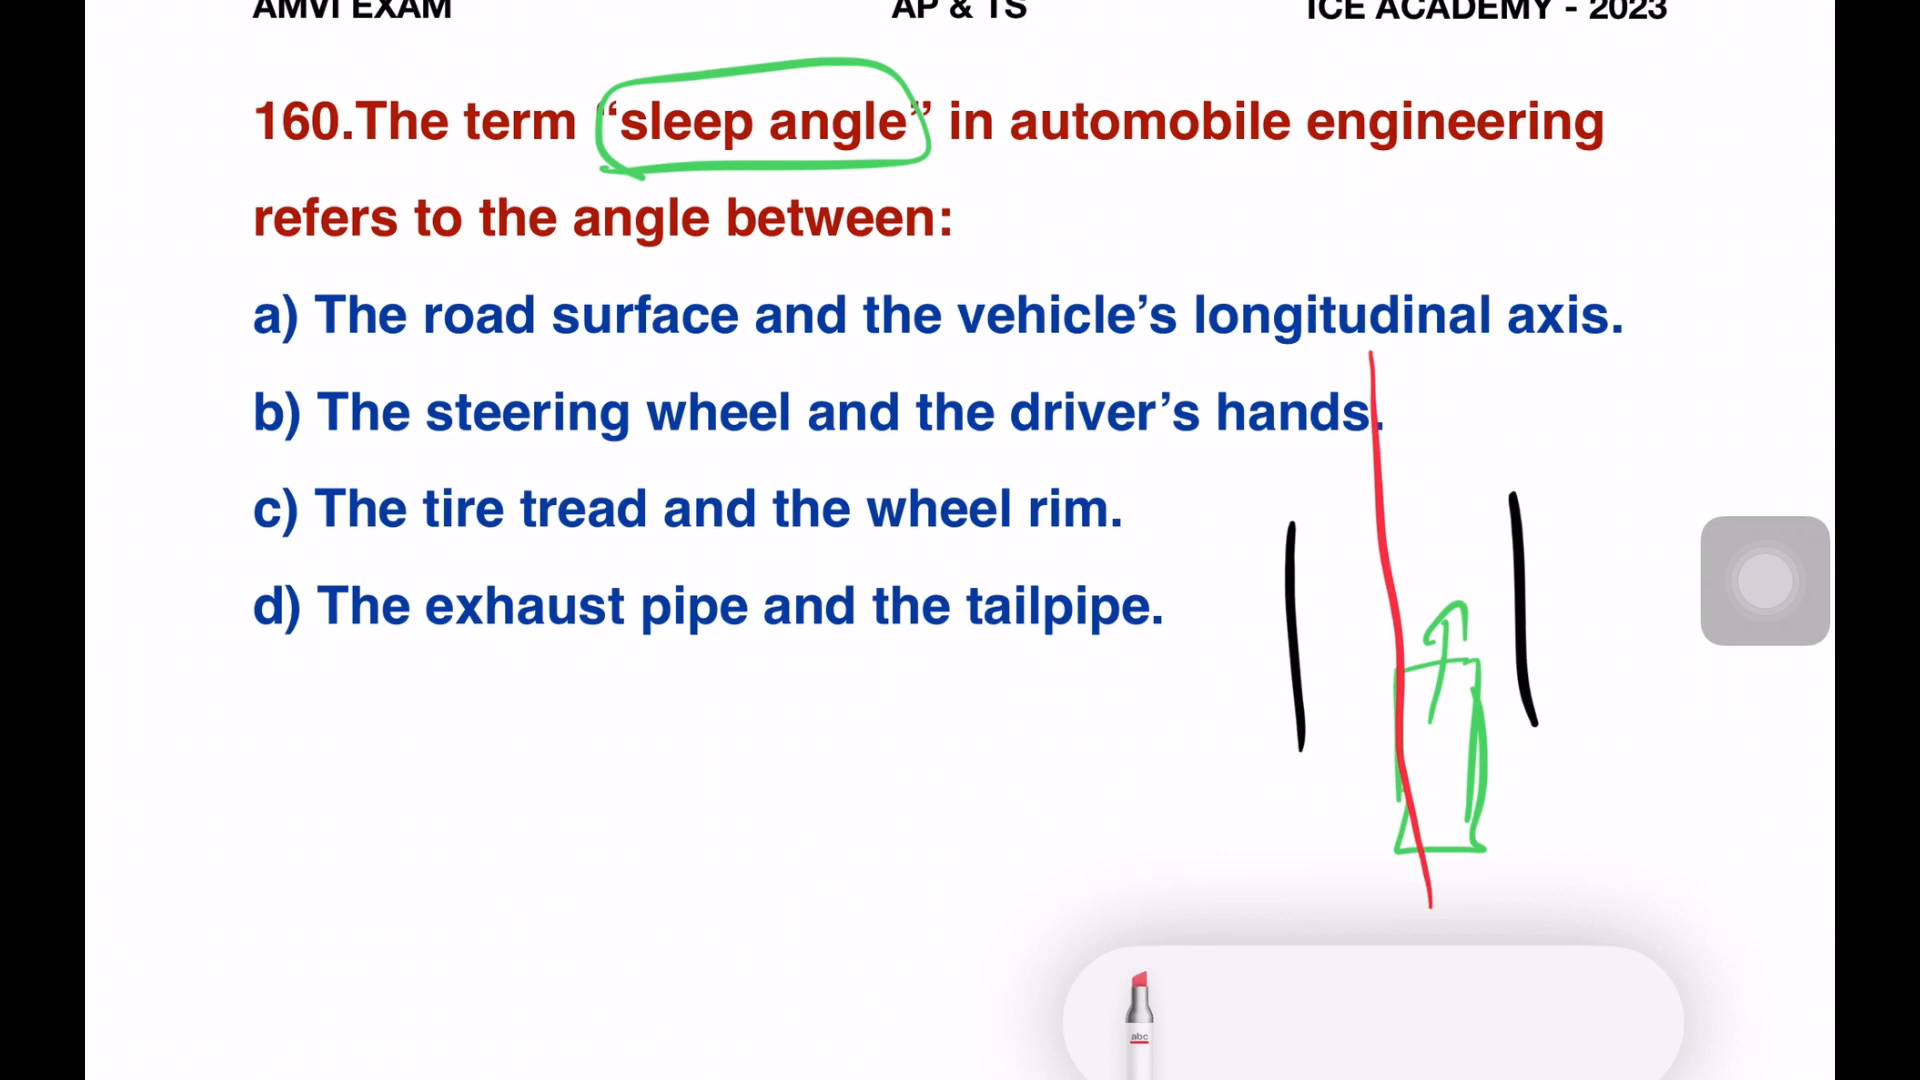 AMVI EXAM AP & TS ICE ACADEMY - 2023
160.The term “sleep angle” in automobile engineering
refers to the angle between:
a) The road surface and the vehicle’s longitudinal axis.
b) The steering wheel and the driver’s hands.
c) The tire tread and the wheel rim.
d) The exhaust pipe and the tailpipe.
abc